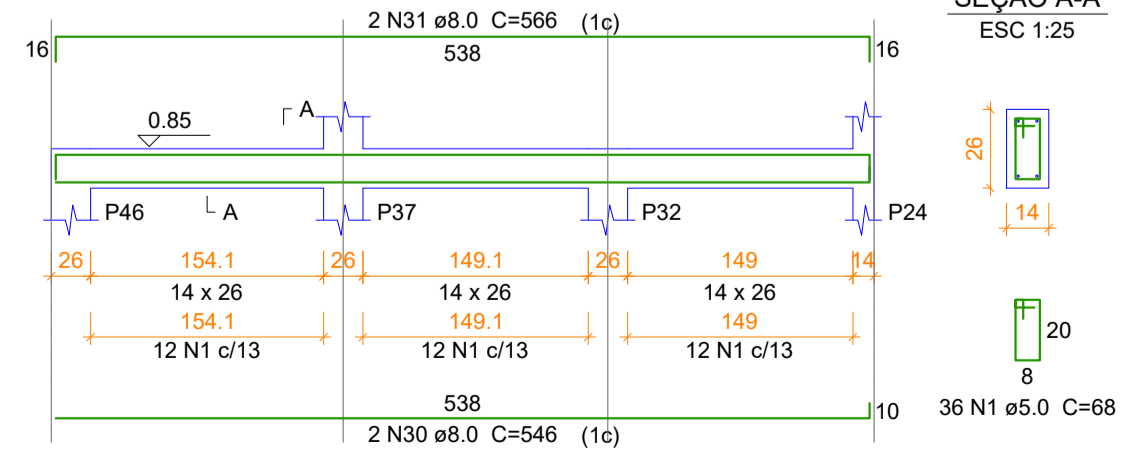 SEÇÃO A-A
ESC 1:25
2 N31 ø8.0 C=566 (1c)
16
538
16
A
0.85
A
P46
P37
P32
P24
26
14
26
154.1
26
149.1
26
149
14
14 x 26
14 x 26
14 x 26
154.1
149.1
149
12 N1 c/13
12 N1 c/13
12 N1 c/13
20
8
36 N1 ø5.0 C=68
538
10
2 N30 ø8.0 C=546 (1c)